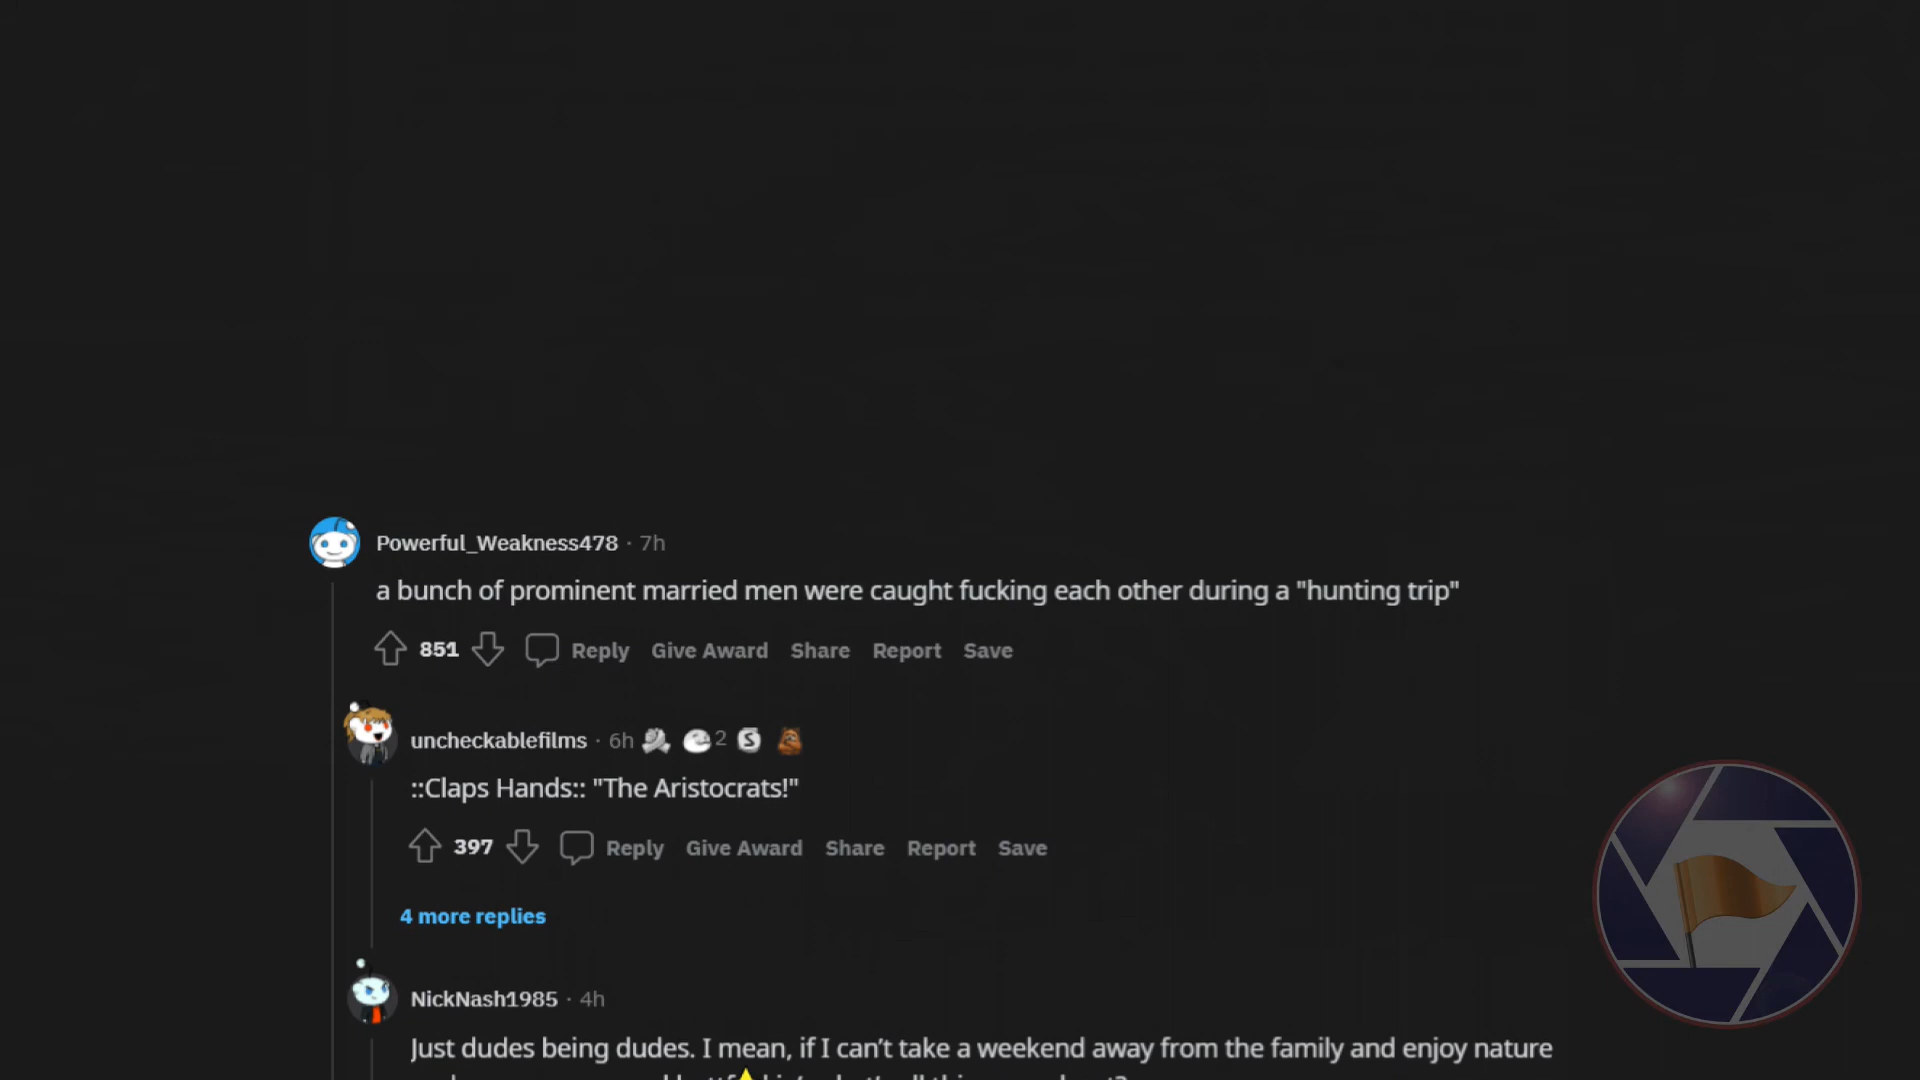 Powerful_Weakness478 · 7h
a bunch of prominent married men were caught fucking each other during a "hunting trip"
851 Reply Give Award Share Report Save
uncheckablefilms · 6h 2 S
::Claps Hands:: "The Aristocrats!"
397 Reply Give Award Share Report Save
4 more replies
NickNash1985 · 4h
Just dudes being dudes. I mean, if I can't take a weekend away from the family and enjoy nature